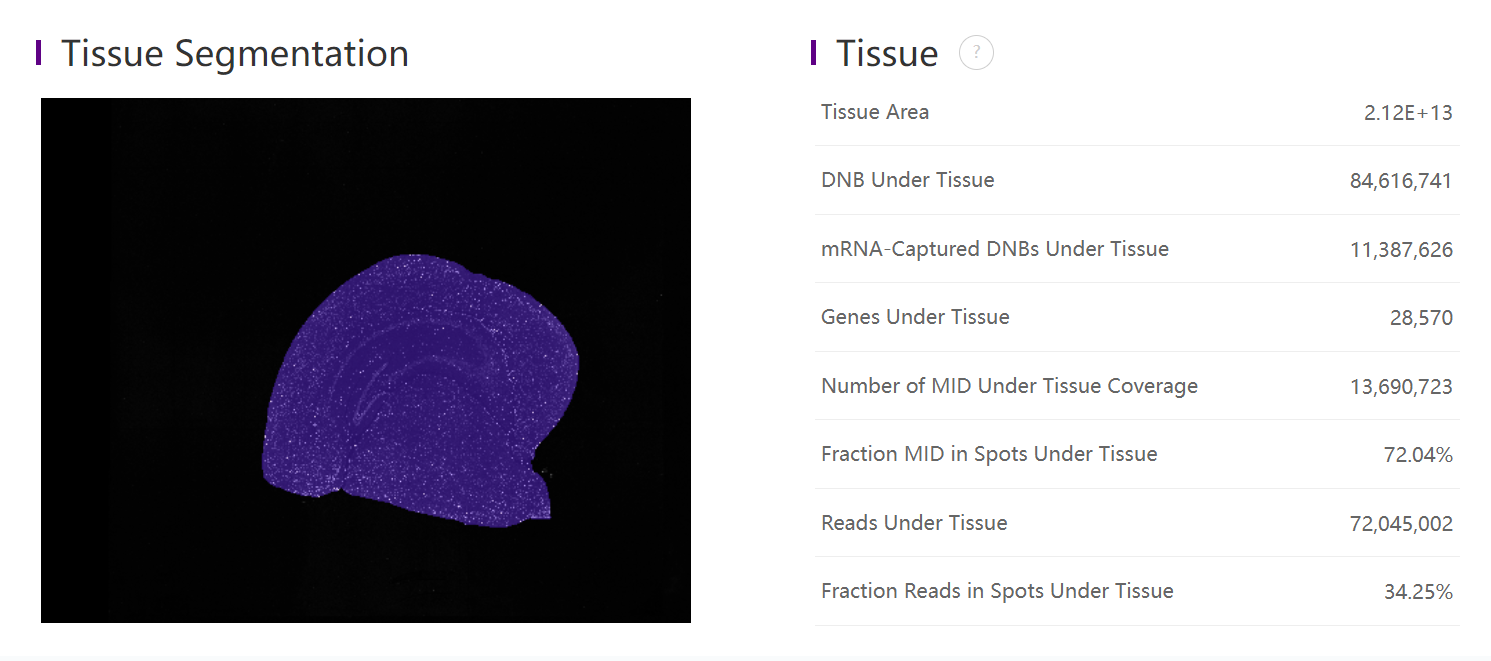 Tissue Segmentation
Tissue ?
Tissue Area 2.12E+13
DNB Under Tissue 84,616,741
mRNA-Captured DNBs Under Tissue 11,387,626
Genes Under Tissue 28,570
Number of MID Under Tissue Coverage 13,690,723
Fraction MID in Spots Under Tissue 72.04%
Reads Under Tissue 72,045,002
Fraction Reads in Spots Under Tissue 34.25%